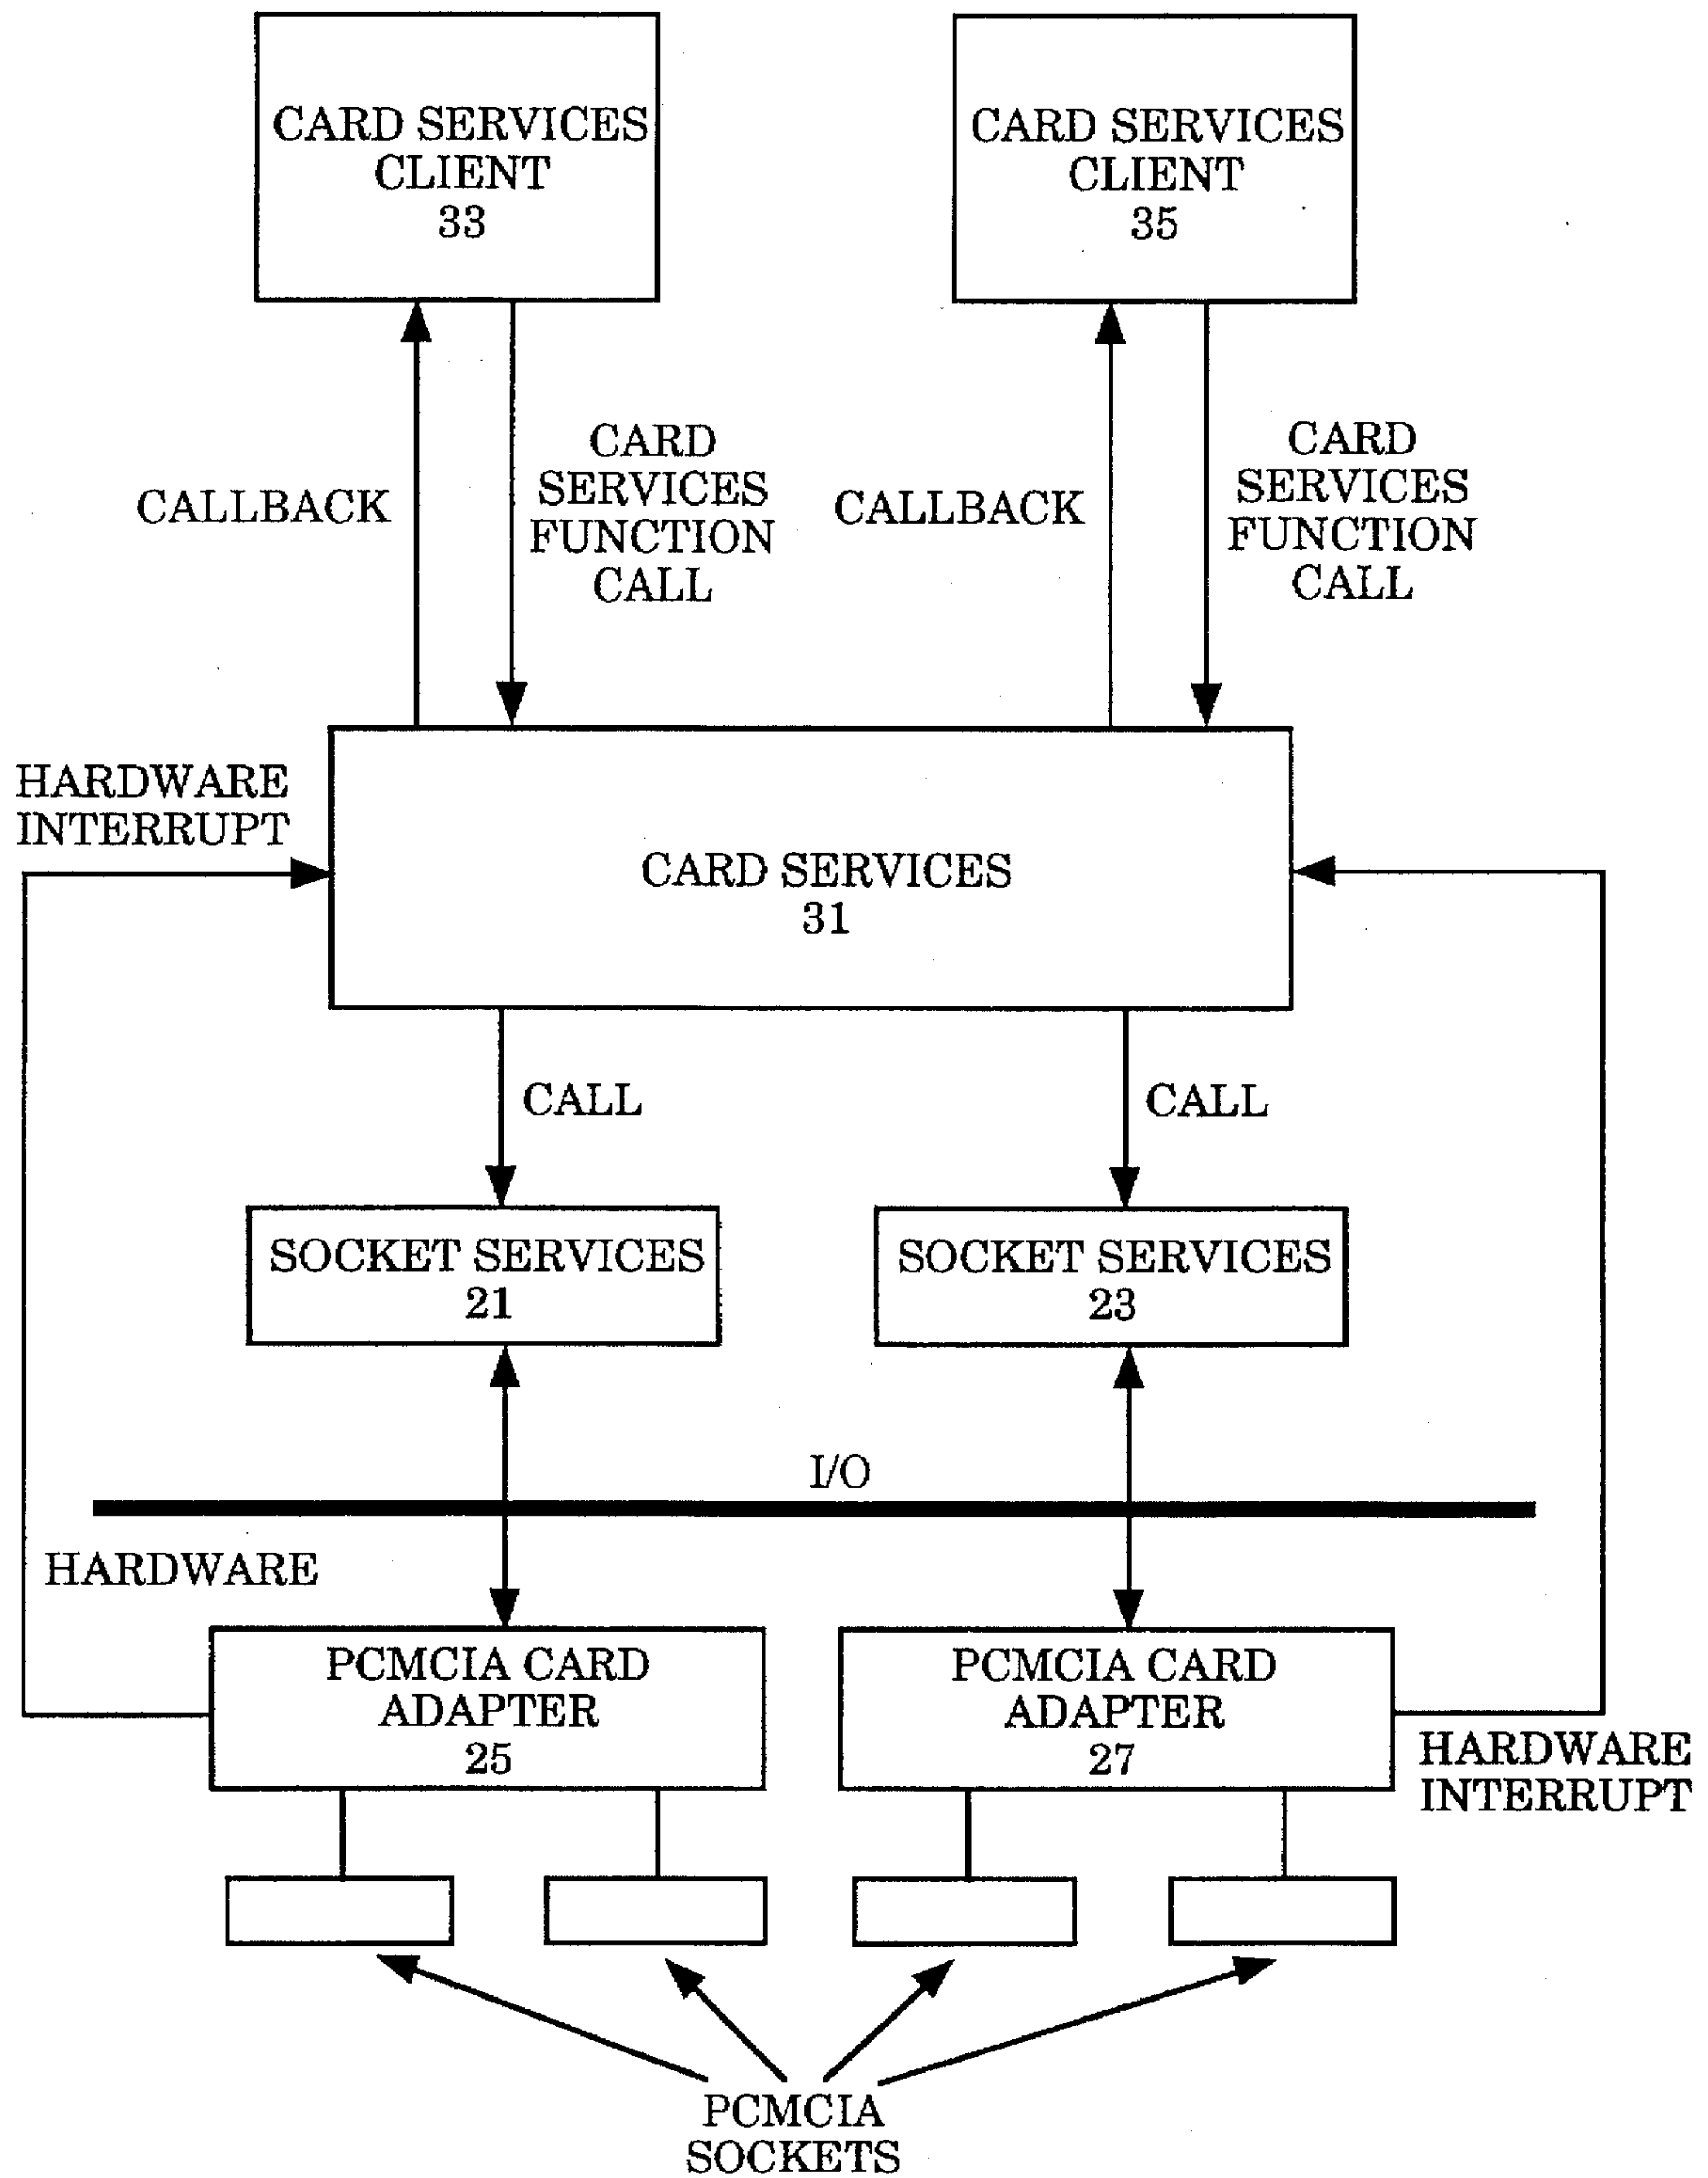 CARD SERVICES
CLIENT
33
CARD SERVICES
CLIENT
35
CALLBACK
CARD
SERVICES
FUNCTION
CALL
CALLBACK
CARD
SERVICES
FUNCTION
CALL
HARDWARE
INTERRUPT
CARD SERVICES
31
CALL
CALL
SOCKET SERVICES
21
SOCKET SERVICES
23
I/O
HARDWARE
PCMCIA CARD
ADAPTER
25
PCMCIA CARD
ADAPTER
27
HARDWARE
INTERRUPT
PCMCIA
SOCKETS